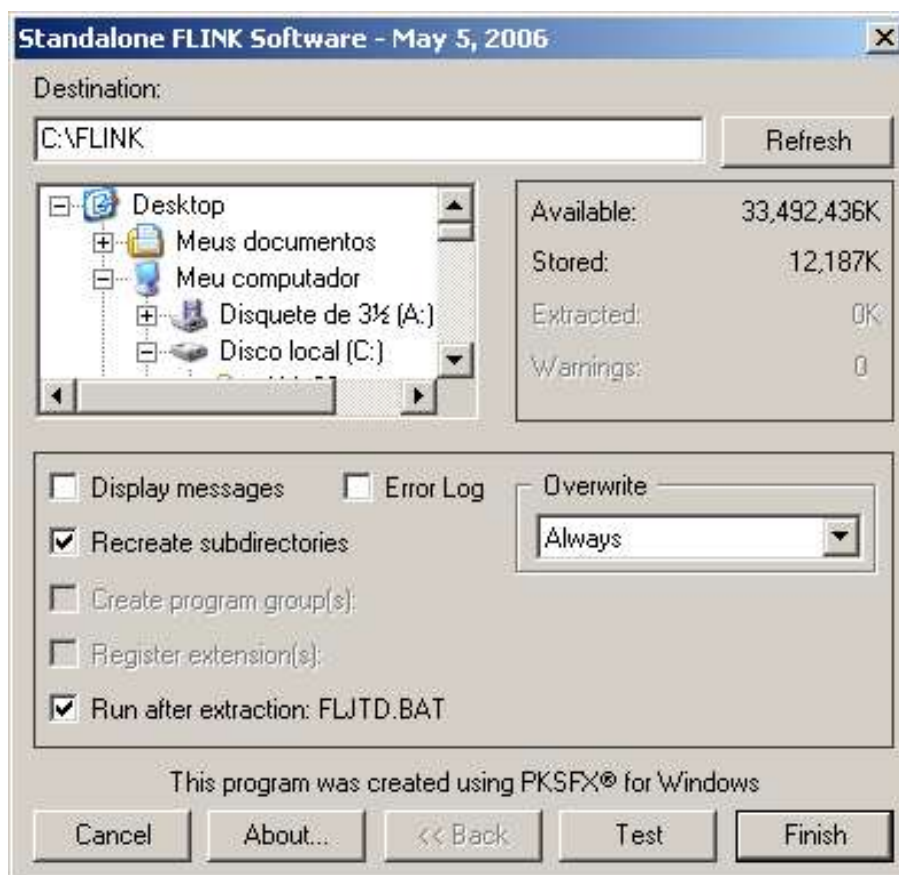 Standalone FLINK Software - May 5, 2006
Destination:
C:\FLINK
Refresh
Desktop
Meus documentos
Meu computador
Disquete de 3½ (A:)
Disco local (C:)
Available: 33,492,436K
Stored: 12,187K
Extracted: 0K
Warnings: 0
Display messages
Error Log
Overwrite
Always
Recreate subdirectories
Create program group(s):
Register extension(s):
Run after extraction: FLJTD.BAT
This program was created using PKSFX® for Windows
Cancel
About...
<< Back
Test
Finish